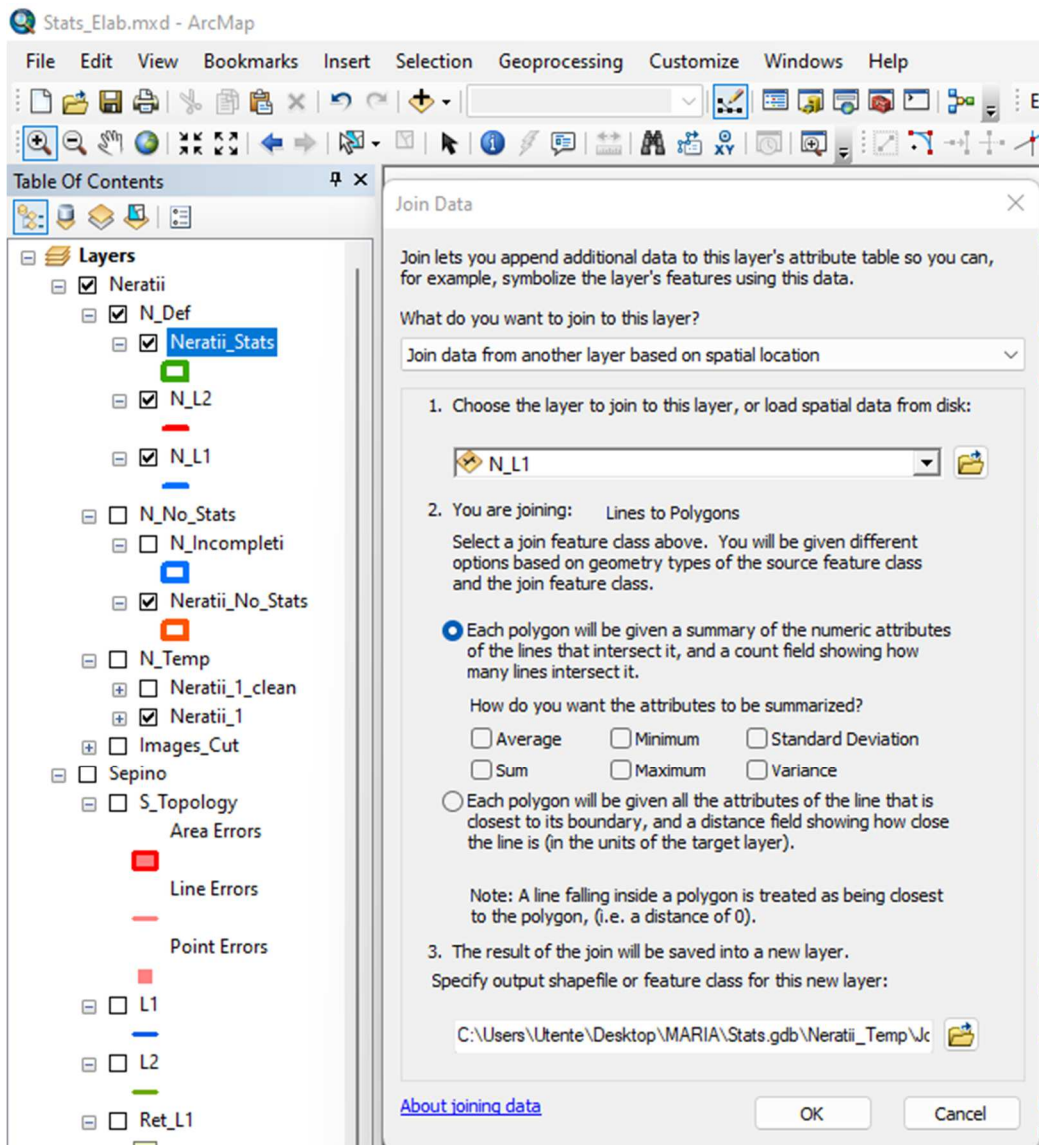 Stats_Elab.mxd - ArcMap
File Edit View Bookmarks Insert Selection Geoprocessing Customize Windows Help
Table Of Contents
Layers
Neratii
N_Def
Neratii_Stats
N_L2
N_L1
N_No_Stats
N_Incompleti
Neratii_No_Stats
N_Temp
Neratii_1_clean
Neratii_1
Images_Cut
Sepino
S_Topology
Area Errors
Line Errors
Point Errors
L1
L2
Ret_L1
Join Data
Join lets you append additional data to this layer's attribute table so you can,
for example, symbolize the layer's features using this data.
What do you want to join to this layer?
Join data from another layer based on spatial location
1. Choose the layer to join to this layer, or load spatial data from disk:
N_L1
2. You are joining: Lines to Polygons
Select a join feature class above. You will be given different
options based on geometry types of the source feature class
and the join feature class.
Each polygon will be given a summary of the numeric attributes
of the lines that intersect it, and a count field showing how
many lines intersect it.
How do you want the attributes to be summarized?
Average Minimum Standard Deviation
Sum Maximum Variance
Each polygon will be given all the attributes of the line that is
closest to its boundary, and a distance field showing how close
the line is (in the units of the target layer).
Note: A line falling inside a polygon is treated as being closest
to the polygon, (i.e. a distance of 0).
3. The result of the join will be saved into a new layer.
Specify output shapefile or feature class for this new layer:
C:\Users\Utente\Desktop\MARIA\Stats.gdb\Neratii_Temp\Jc
About joining data
OK Cancel